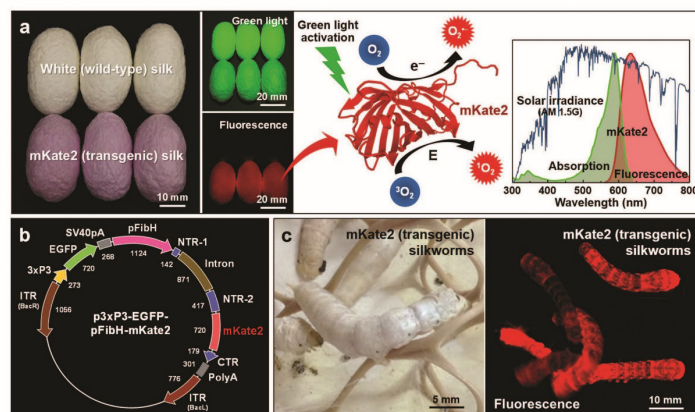 a
White (wild-type) silk
mKate2 (transgenic) silk
10 mm
Green light
20 mm
Fluorescence
20 mm
Green light
activation
O₂
O₂•⁻
e⁻
mKate2
E
³O₂
¹O₂
Solar irradiance
(AM 1.5G)
mKate2
Absorption
Fluorescence
300 400 500 600 700 800
Wavelength (nm)
b
SV40pA
pFibH
EGFP
268
1124
NTR-1
3xP3
720
142
Intron
273
871
ITR
(BacR)
1056
NTR-2
417
p3xP3-EGFP-
pFibH-mKate2
720
mKate2
179
CTR
301
PolyA
776
ITR
(BacL)
c
mKate2 (transgenic)
silkworms
5 mm
mKate2 (transgenic)
silkworms
Fluorescence
10 mm